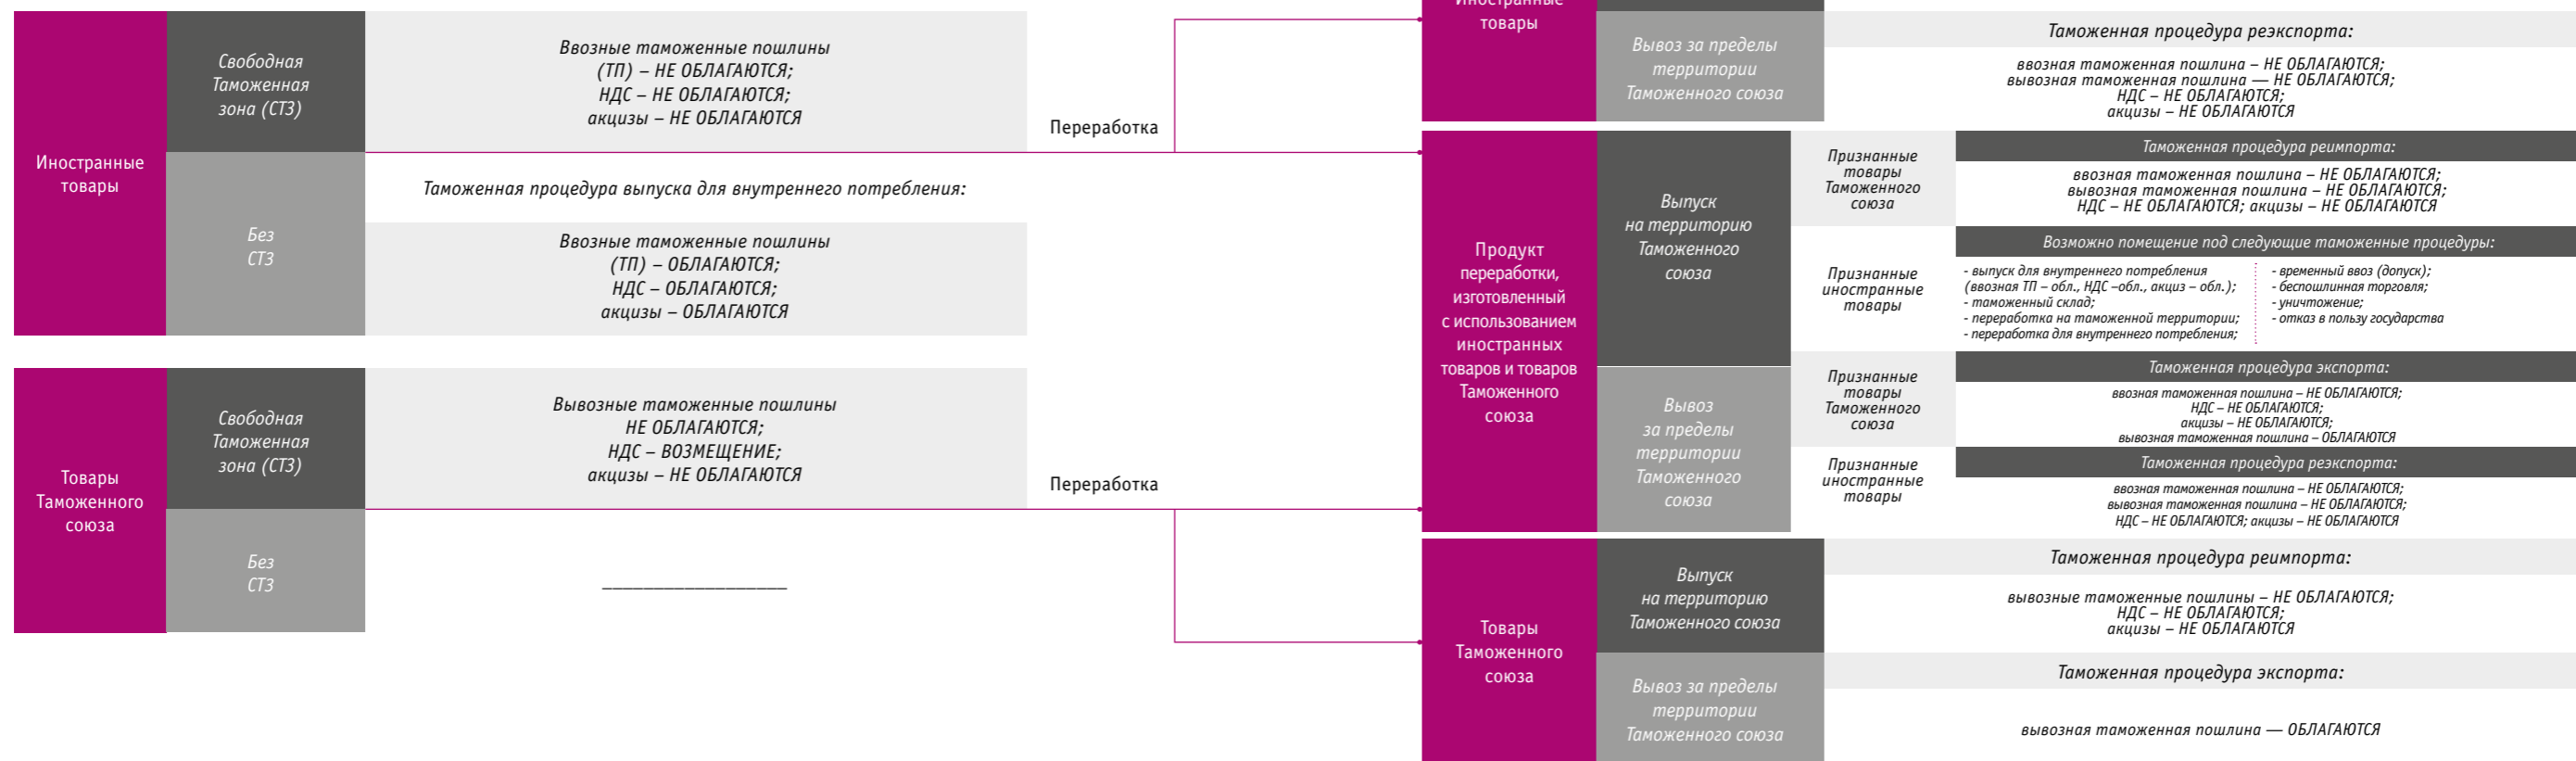 Иностранные
товары
Свободная
Таможенная
зона (СТЗ)
Ввозные таможенные пошлины
(ТП) – НЕ ОБЛАГАЮТСЯ;
НДС – НЕ ОБЛАГАЮТСЯ;
акцизы – НЕ ОБЛАГАЮТСЯ
Переработка
Без
СТЗ
Таможенная процедура выпуска для внутреннего потребления:
Ввозные таможенные пошлины
(ТП) – ОБЛАГАЮТСЯ;
НДС – ОБЛАГАЮТСЯ;
акцизы – ОБЛАГАЮТСЯ
Товары
Таможенного
союза
Свободная
Таможенная
зона (СТЗ)
Вывозные таможенные пошлины
НЕ ОБЛАГАЮТСЯ;
НДС – ВОЗМЕЩЕНИЕ;
акцизы – НЕ ОБЛАГАЮТСЯ
Переработка
Без
СТЗ
Иностранные
товары
Вывоз за пределы
территории
Таможенного союза
Таможенная процедура реэкспорта:
ввозная таможенная пошлина – НЕ ОБЛАГАЮТСЯ;
вывозная таможенная пошлина — НЕ ОБЛАГАЮТСЯ;
НДС – НЕ ОБЛАГАЮТСЯ;
акцизы – НЕ ОБЛАГАЮТСЯ
Продукт
переработки,
изготовленный
с использованием
иностранных
товаров и товаров
Таможенного
союза
Выпуск
на территорию
Таможенного
союза
Признанные
товары
Таможенного
союза
Таможенная процедура реимпорта:
ввозная таможенная пошлина – НЕ ОБЛАГАЮТСЯ;
вывозная таможенная пошлина – НЕ ОБЛАГАЮТСЯ;
НДС – НЕ ОБЛАГАЮТСЯ; акцизы – НЕ ОБЛАГАЮТСЯ
Признанные
иностранные
товары
Возможно помещение под следующие таможенные процедуры:
- выпуск для внутреннего потребления
(ввозная ТП – обл., НДС –обл., акциз – обл.);
- таможенный склад;
- переработка на таможенной территории;
- переработка для внутреннего потребления;
- временный ввоз (допуск);
- беспошлинная торговля;
- уничтожение;
- отказ в пользу государства
Вывоз
за пределы
территории
Таможенного
союза
Признанные
товары
Таможенного
союза
Таможенная процедура экспорта:
ввозная таможенная пошлина – НЕ ОБЛАГАЮТСЯ;
НДС – НЕ ОБЛАГАЮТСЯ;
акцизы – НЕ ОБЛАГАЮТСЯ;
вывозная таможенная пошлина – ОБЛАГАЮТСЯ
Признанные
иностранные
товары
Таможенная процедура реэкспорта:
ввозная таможенная пошлина – НЕ ОБЛАГАЮТСЯ;
вывозная таможенная пошлина – НЕ ОБЛАГАЮТСЯ;
НДС – НЕ ОБЛАГАЮТСЯ; акцизы – НЕ ОБЛАГАЮТСЯ
Товары
Таможенного
союза
Выпуск
на территорию
Таможенного союза
Таможенная процедура реимпорта:
вывозные таможенные пошлины – НЕ ОБЛАГАЮТСЯ;
НДС – НЕ ОБЛАГАЮТСЯ;
акцизы – НЕ ОБЛАГАЮТСЯ
Вывоз за пределы
территории
Таможенного союза
Таможенная процедура экспорта:
вывозная таможенная пошлина — ОБЛАГАЮТСЯ